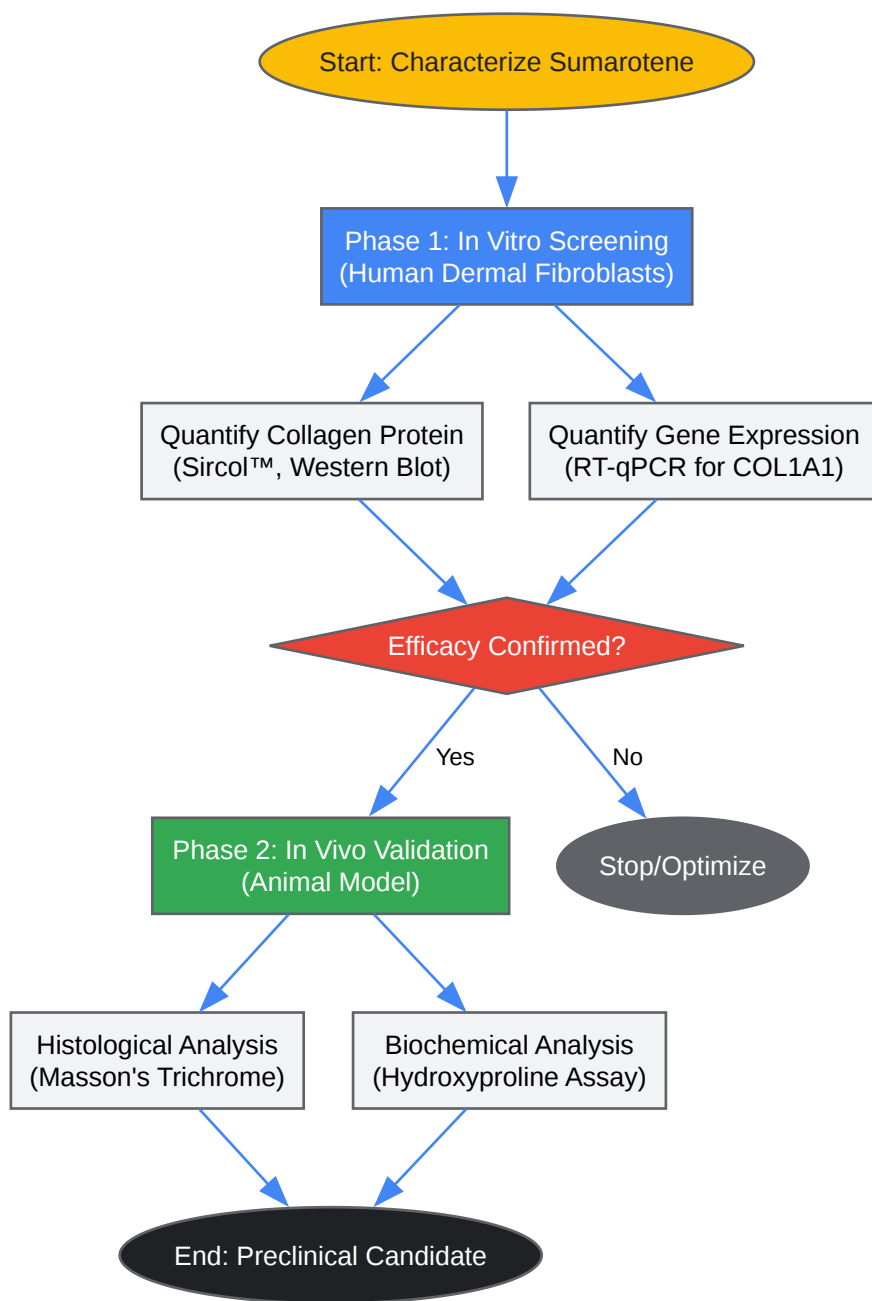 Start: Characterize Sumarotene
Phase 1: In Vitro Screening
(Human Dermal Fibroblasts)
Quantify Collagen Protein
(Sircol™, Western Blot)
Quantify Gene Expression
(RT-qPCR for COL1A1)
Efficacy Confirmed?
Yes
No
Phase 2: In Vivo Validation
(Animal Model)
Stop/Optimize
Histological Analysis
(Masson's Trichrome)
Biochemical Analysis
(Hydroxyproline Assay)
End: Preclinical Candidate